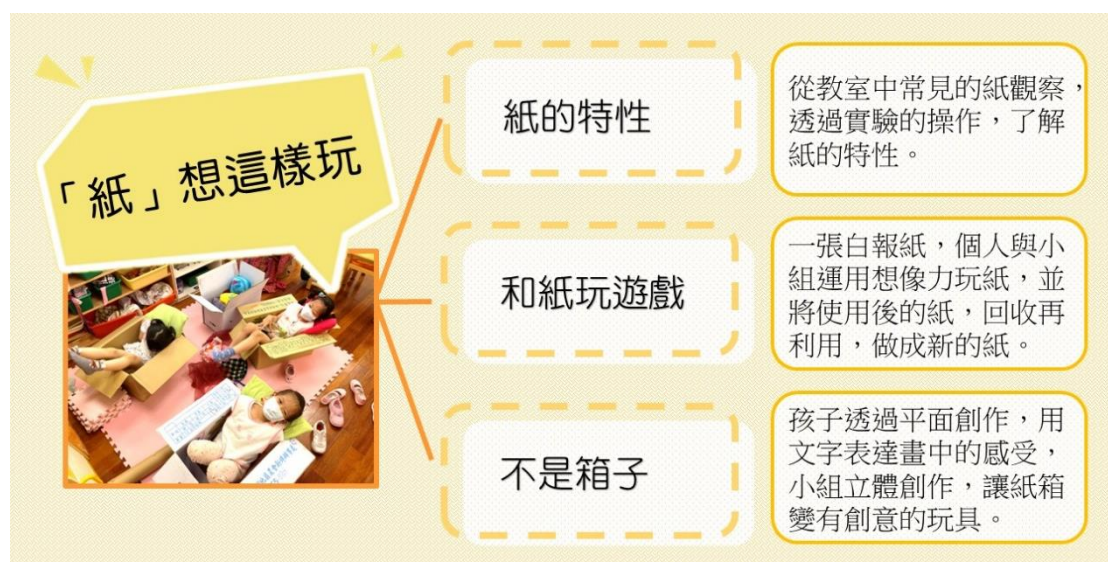 「紙」想這樣玩
紙的特性
從教室中常見的紙觀察，
透過實驗的操作，了解
紙的特性。
和紙玩遊戲
一張白報紙，個人與小
組運用想像力玩紙，並
將使用後的紙，回收再
利用，做成新的紙。
不是箱子
孩子透過平面創作，用
文字表達畫中的感受，
小組立體創作，讓紙箱
變有創意的玩具。